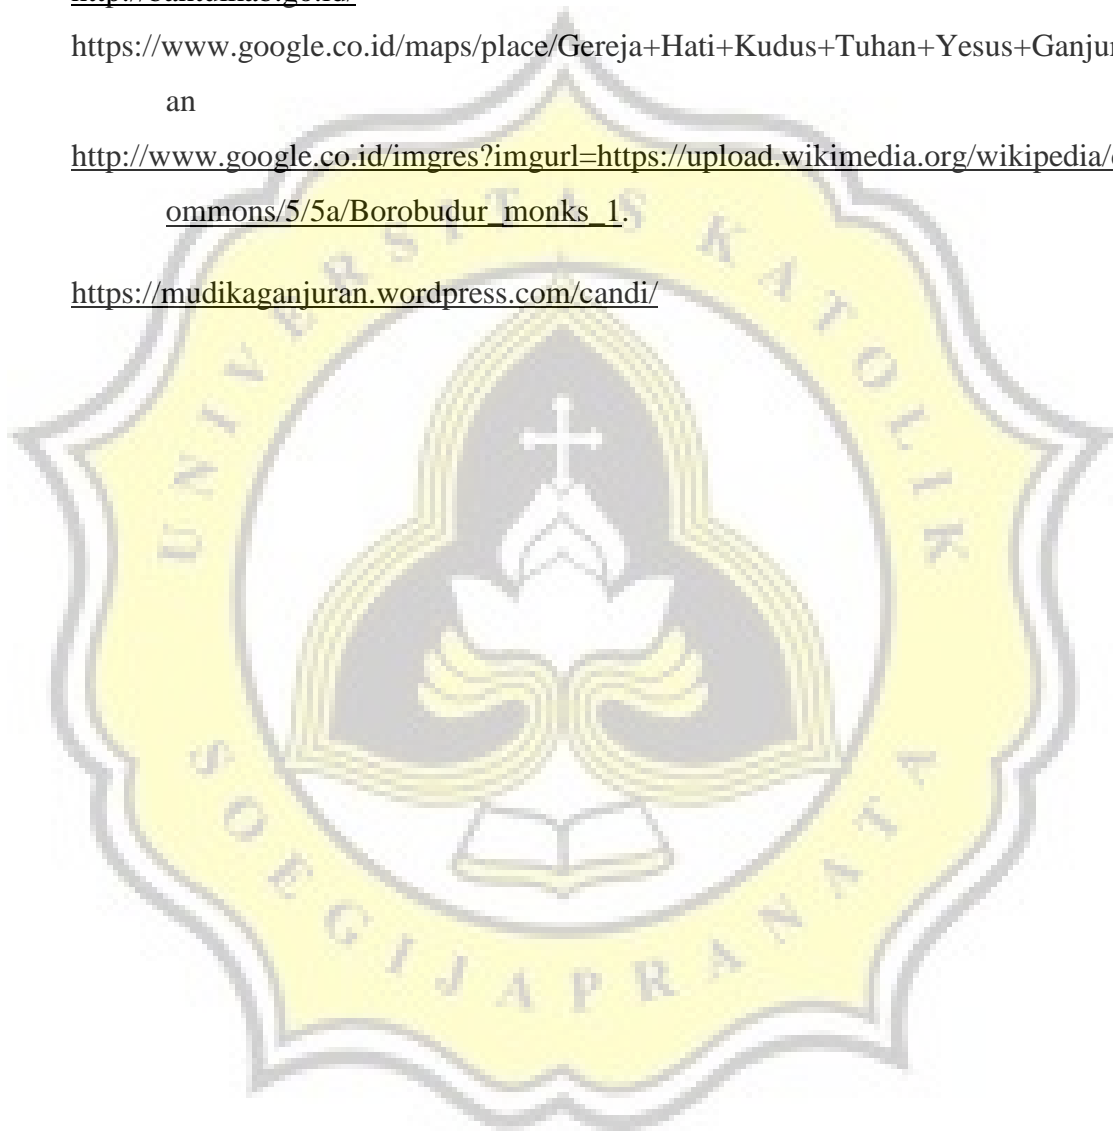 https://www.google.co.id/maps/place/Gereja+Hati+Kudus+Tuhan+Yesus+Ganjur
an
http://www.google.co.id/imgres?imgurl=https://upload.wikimedia.org/wikipedia/c
ommons/5/5a/Borobudur_monks_1.
https://mudikaganjuran.wordpress.com/candi/
UNIVERSITAS KATOLIK
SOEGIJAPRANATA